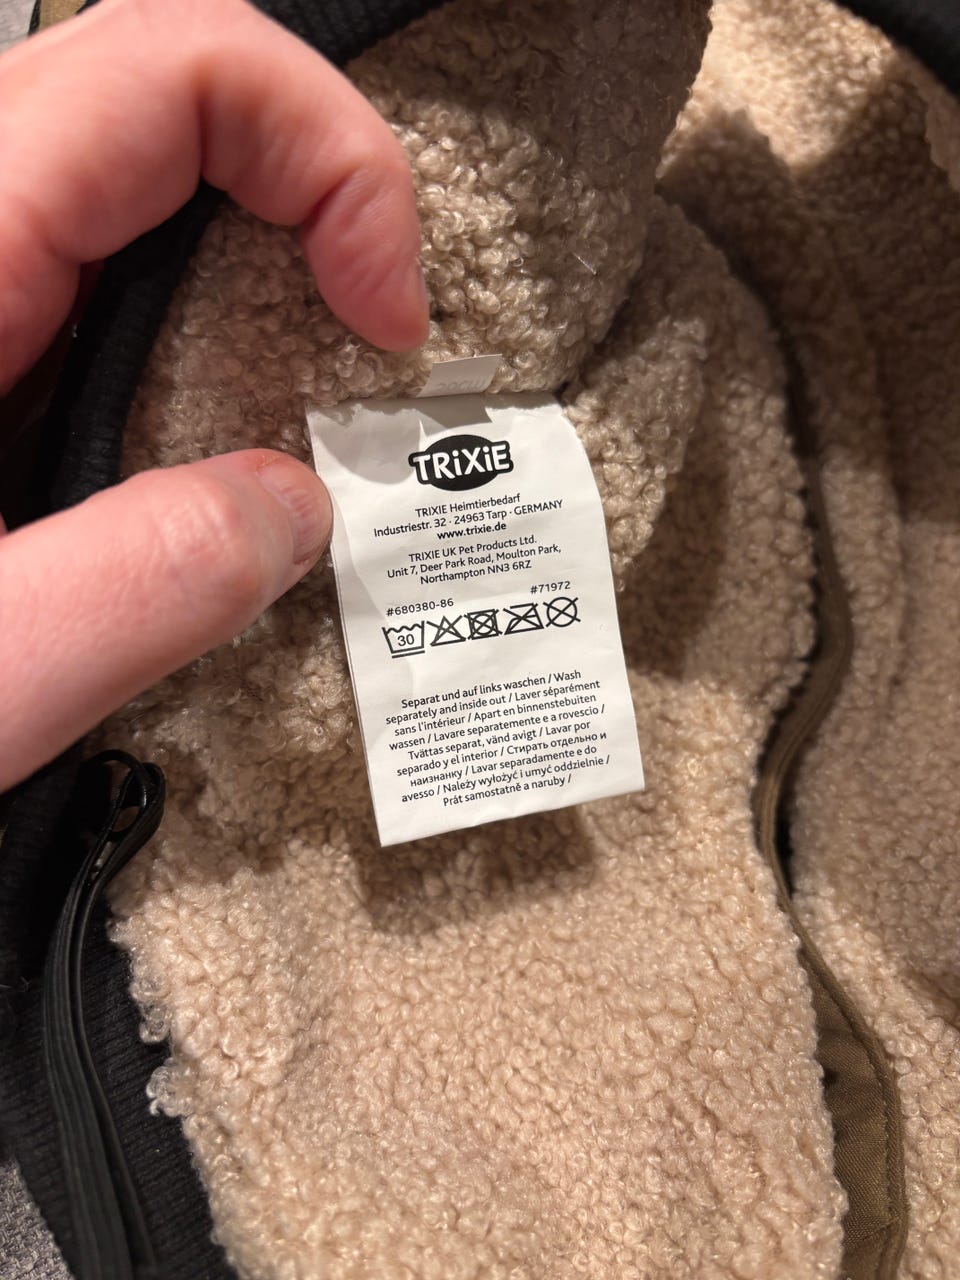 TRiXiE
TRIXIE Heimtierbedarf
Industriestr. 32 · 24963 Tarp · GERMANY
www.trixie.de
TRIXIE UK Pet Products Ltd.
Unit 7, Deer Park Road, Moulton Park,
Northampton NN3 6RZ
#680380-86 #71972
30
Separat und auf links waschen / Wash
separately and inside out / Laver séparément
sans l'intérieur / Apart en binnenstebuiten
wassen / Lavare separatemente e a rovescio /
Tvättas separat, vänd avigt / Lavar por
separado y el interior / Стирать отдельно и
наизнанку / Lavar separadamente e do
avesso / Należy wyłożyć i umyć oddzielnie /
Prát samostatně a naruby /